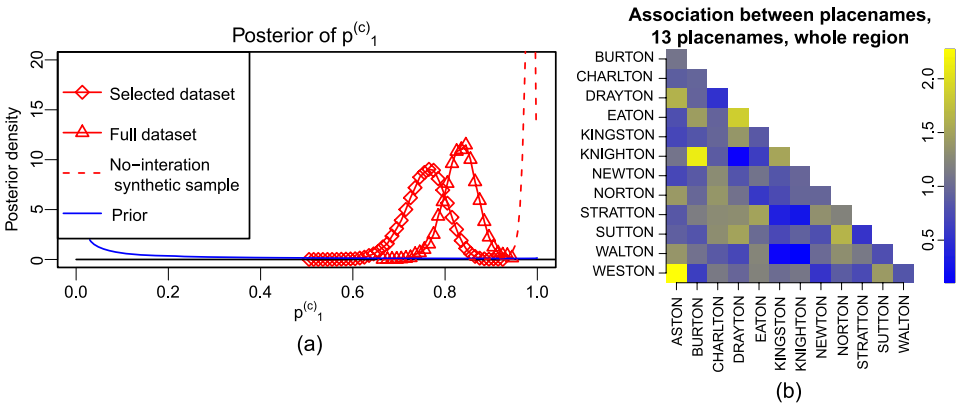 Posterior of p(c)1
Posterior density
20
15
10
5
0
Selected dataset
Full dataset
No-interation
synthetic sample
Prior
0.0 0.2 0.4 0.6 0.8 1.0
p(c)1
(a)
Association between placenames,
13 placenames, whole region
BURTON
CHARLTON
DRAYTON
EATON
KINGSTON
KNIGHTON
NEWTON
NORTON
STRATTON
SUTTON
WALTON
WESTON
ASTON
BURTON
CHARLTON
DRAYTON
EATON
KINGSTON
KNIGHTON
NEWTON
NORTON
STRATTON
SUTTON
WALTON
2.0
1.5
1.0
0.5
(b)